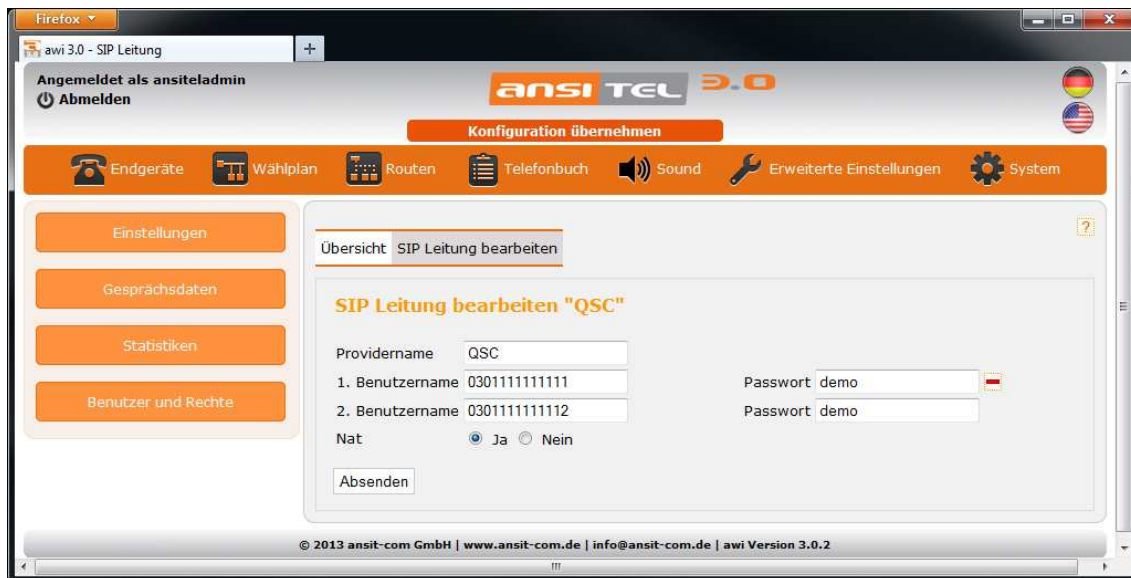 Firefox
awi 3.0 - SIP Leitung
Angemeldet als ansiteladmin
Abmelden
ansi TEL 3.0
Konfiguration übernehmen
Endgeräte Wählplan Routen Telefonbuch Sound Erweiterte Einstellungen System
Einstellungen
Gesprächsdaten
Statistiken
Benutzer und Rechte
?
Übersicht SIP Leitung bearbeiten
SIP Leitung bearbeiten "QSC"
Providername QSC
1. Benutzername 0301111111111 Passwort demo
2. Benutzername 0301111111112 Passwort demo
Nat Ja Nein
Absenden
© 2013 ansit-com GmbH | www.ansit-com.de | info@ansit-com.de | awi Version 3.0.2